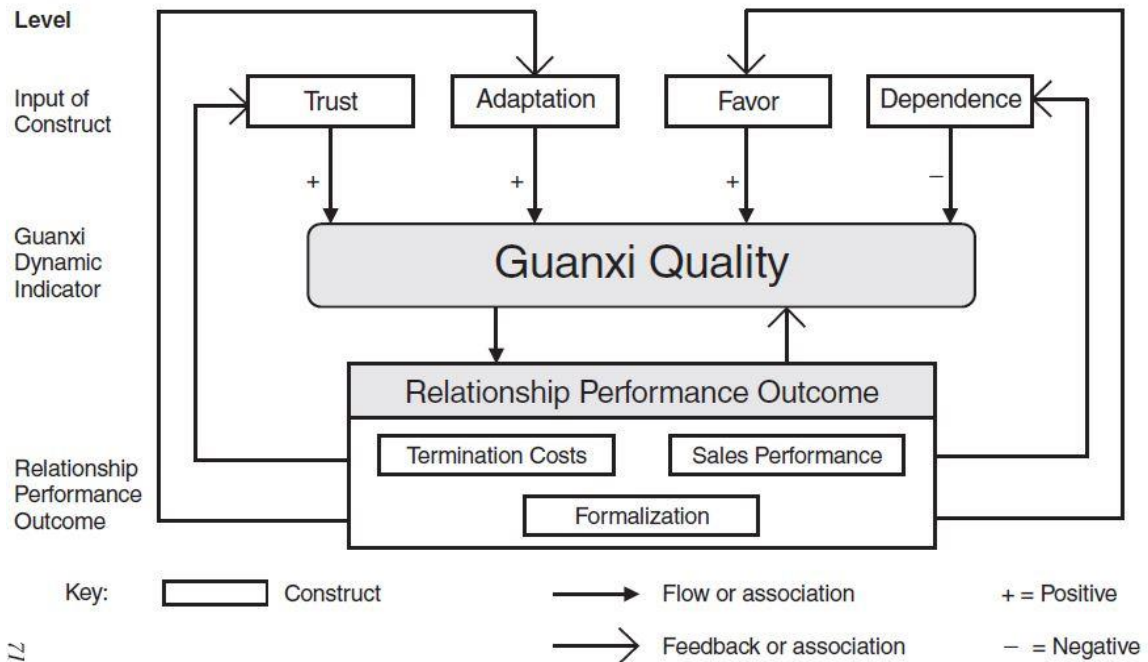 Level
Input of
Construct
Trust
Adaptation
Favor
Dependence
+
+
+
–
Guanxi
Dynamic
Indicator
Guanxi Quality
Relationship Performance Outcome
Termination Costs
Sales Performance
Formalization
Relationship
Performance
Outcome
Key:
Construct
Flow or association
+ = Positive
Feedback or association
– = Negative
71